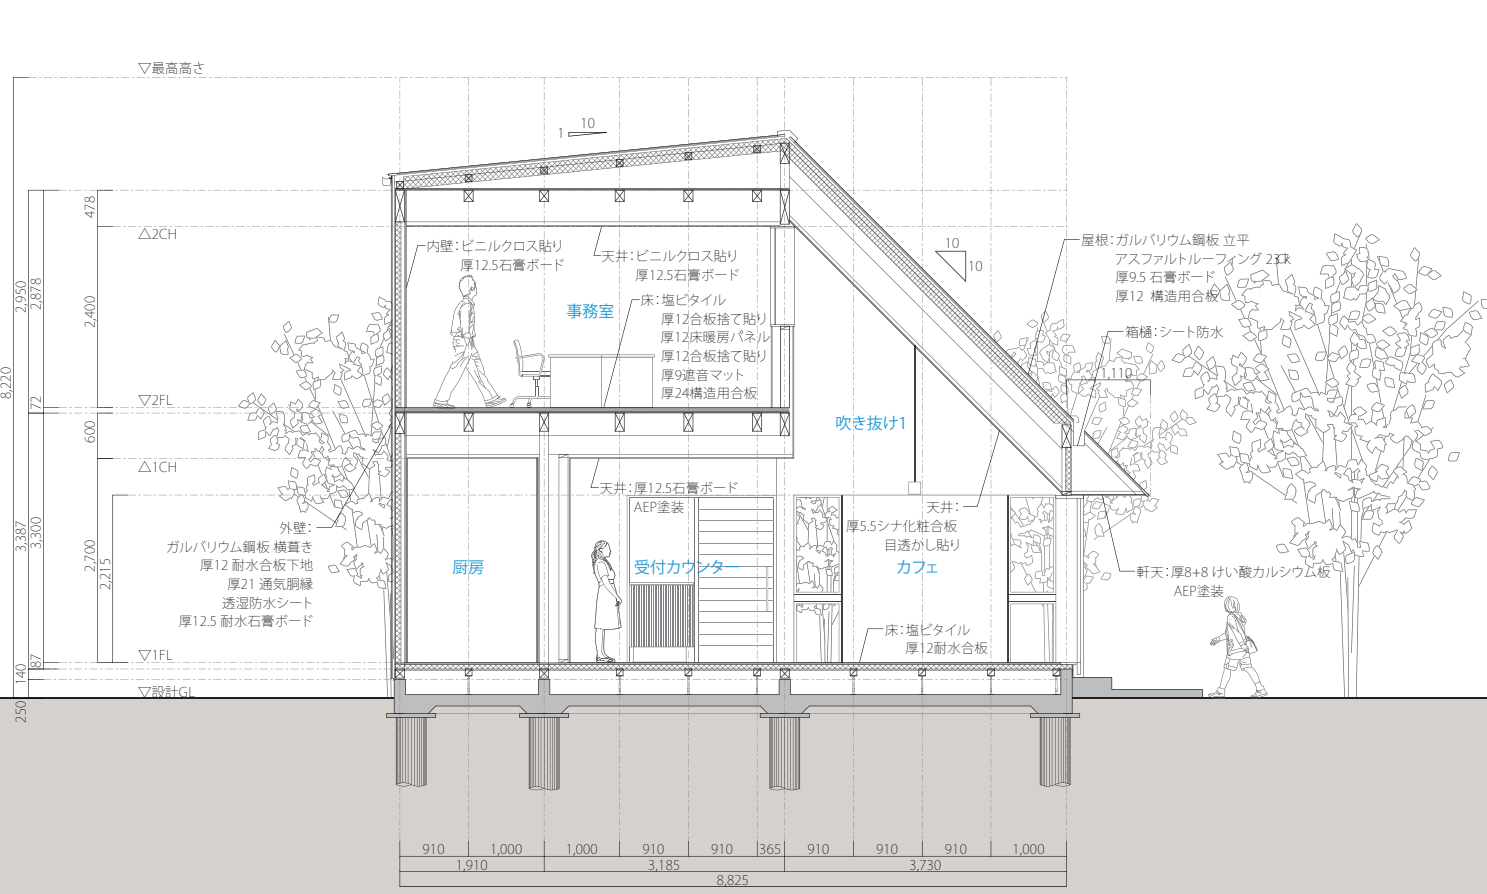 ▽最高高さ
10
1
478
△2CH
2,950
2,878
2,400
8,220
72
▽2FL
600
△1CH
3,387
3,300
2,700
2,215
▽1FL
87
140
▽設計GL
250
内壁：ビニルクロス貼り
厚12.5石膏ボード
天井：ビニルクロス貼り
厚12.5石膏ボード
事務室
床：塩ビタイル
厚12合板捨て貼り
厚12床暖房パネル
厚12合板捨て貼り
厚9遮音マット
厚24構造用合板
10
10
屋根：ガルバリウム鋼板 立平
アスファルトルーフィング 23ｋ
厚9.5 石膏ボード
厚12 構造用合板
箱樋：シート防水
1,110
吹き抜け1
天井：厚12.5石膏ボード
AEP塗装
天井：
厚5.5シナ化粧合板
目透かし貼り
外壁：
ガルバリウム鋼板 横葺き
厚12 耐水合板下地
厚21 通気胴縁
透湿防水シート
厚12.5 耐水石膏ボード
厨房
受付カウンター
カフェ
軒天：厚8+8 けい酸カルシウム板
AEP塗装
床：塩ビタイル
厚12耐水合板
910 1,000 1,000 910 910 365 910 910 910 1,000
1,910 3,185 3,730
8,825